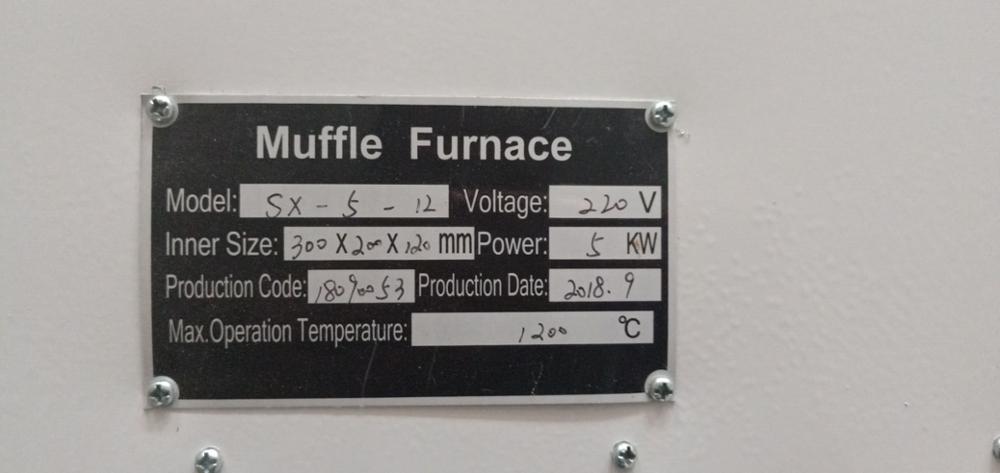 Muffle Furnace
Model: SX-5-12 Voltage: 220 V
Inner Size: 300 X 200 X 120 mm Power: 5 KW
Production Code: 18090053 Production Date: 2018.9
Max.Operation Temperature: 1200 °C